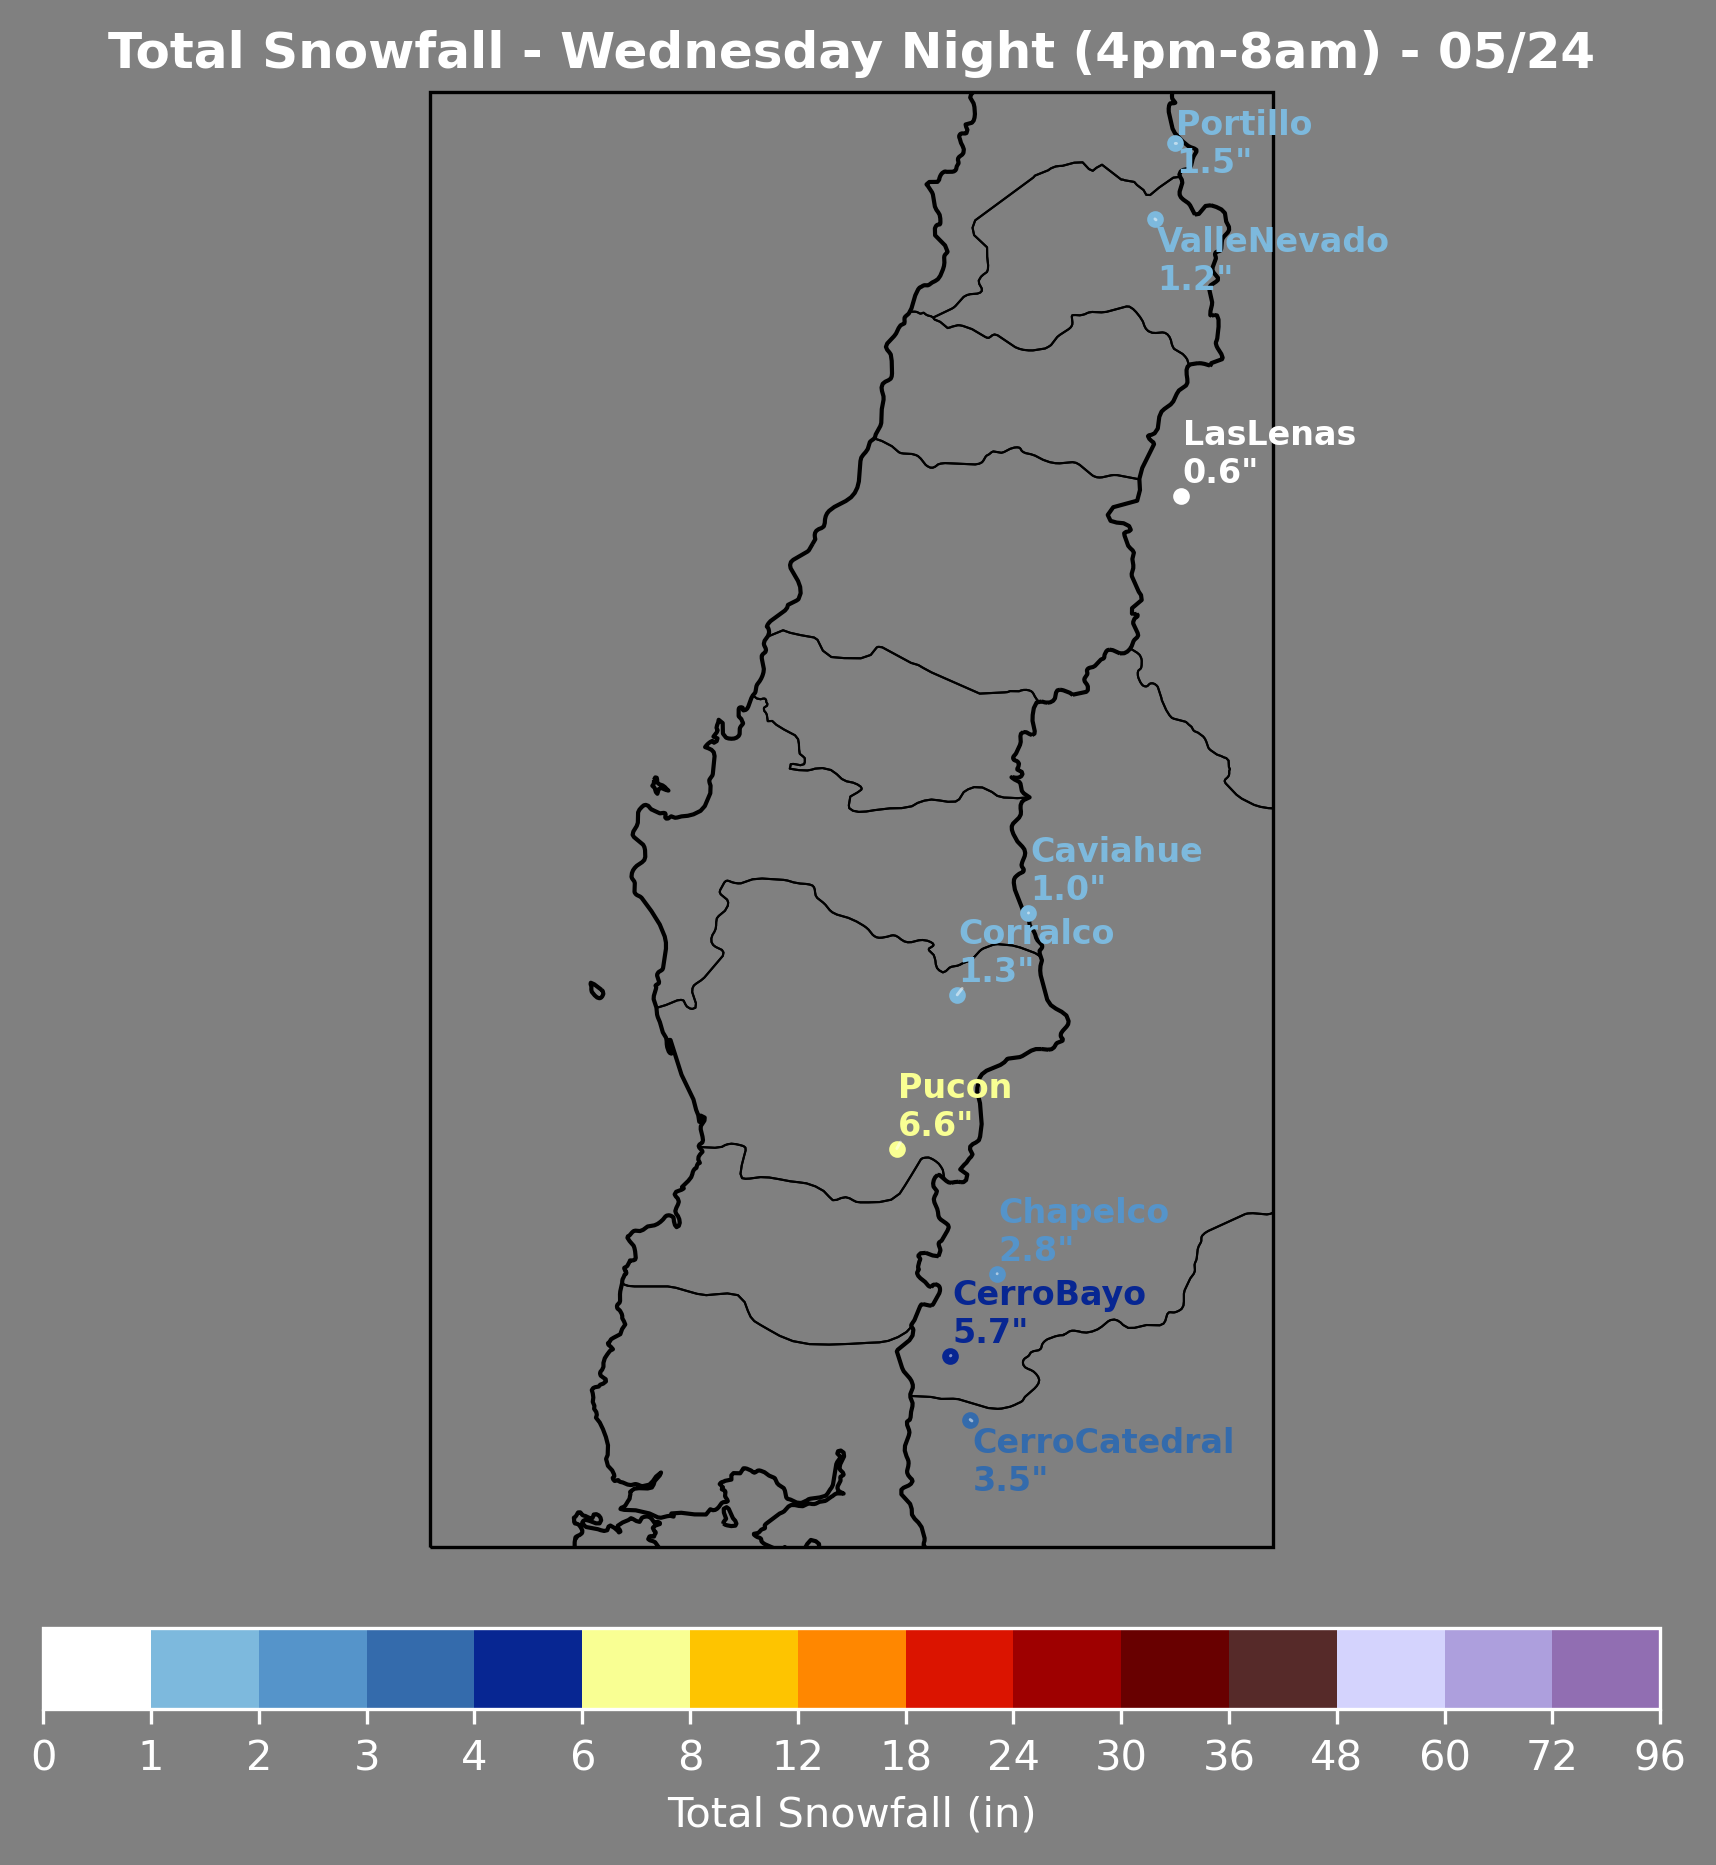 Total Snowfall - Wednesday Night (4pm-8am) - 05/24
Portillo
1.5"
ValleNevado
1.2"
LasLenas
0.6"
Caviahue
1.0"
Corralco
1.3"
Pucon
6.6"
Chapelco
2.8"
CerroBayo
5.7"
CerroCatedral
3.5"
0 1 2 3 4 6 8 12 18 24 30 36 48 60 72 96
Total Snowfall (in)